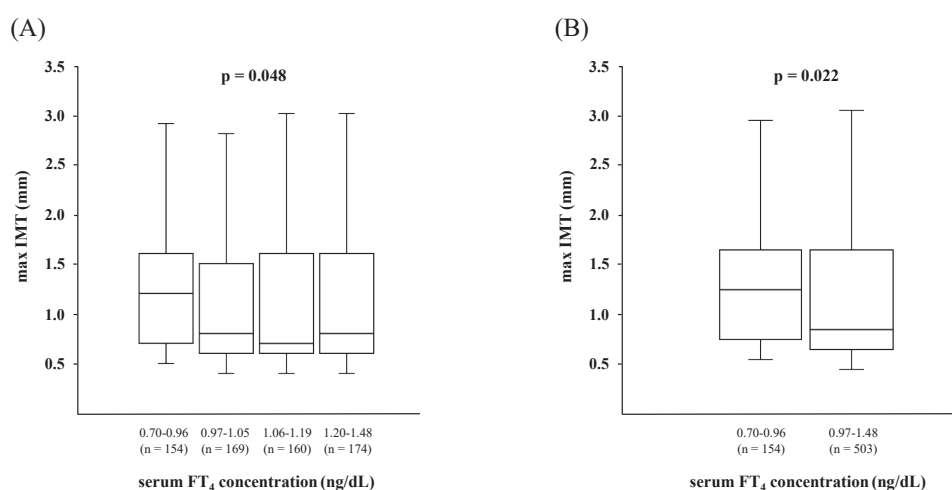 (A)
p = 0.048
max IMT (mm)
3.5
3.0
2.5
2.0
1.5
1.0
0.5
0.70-0.96 0.97-1.05 1.06-1.19 1.20-1.48
(n = 154) (n = 169) (n = 160) (n = 174)
serum FT4 concentration (ng/dL)
(B)
p = 0.022
max IMT (mm)
3.5
3.0
2.5
2.0
1.5
1.0
0.5
0.70-0.96 0.97-1.48
(n = 154) (n = 503)
serum FT4 concentration (ng/dL)